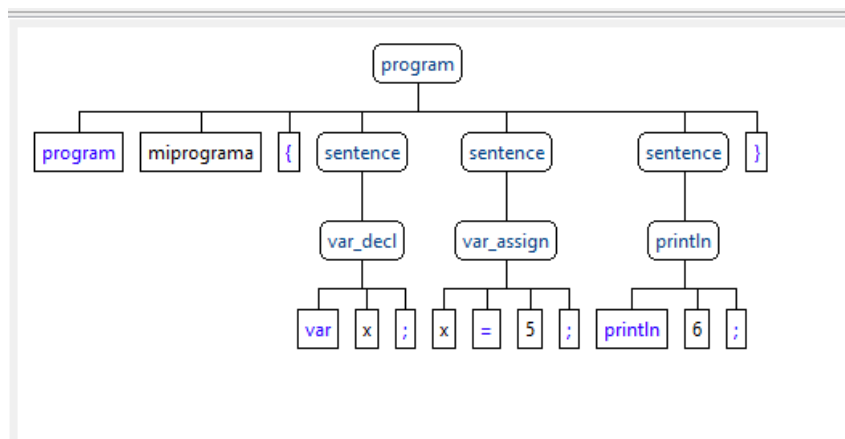 program
program miprograma { sentence sentence sentence }
var_decl var_assign println
var x ; x = 5 ; println 6 ;